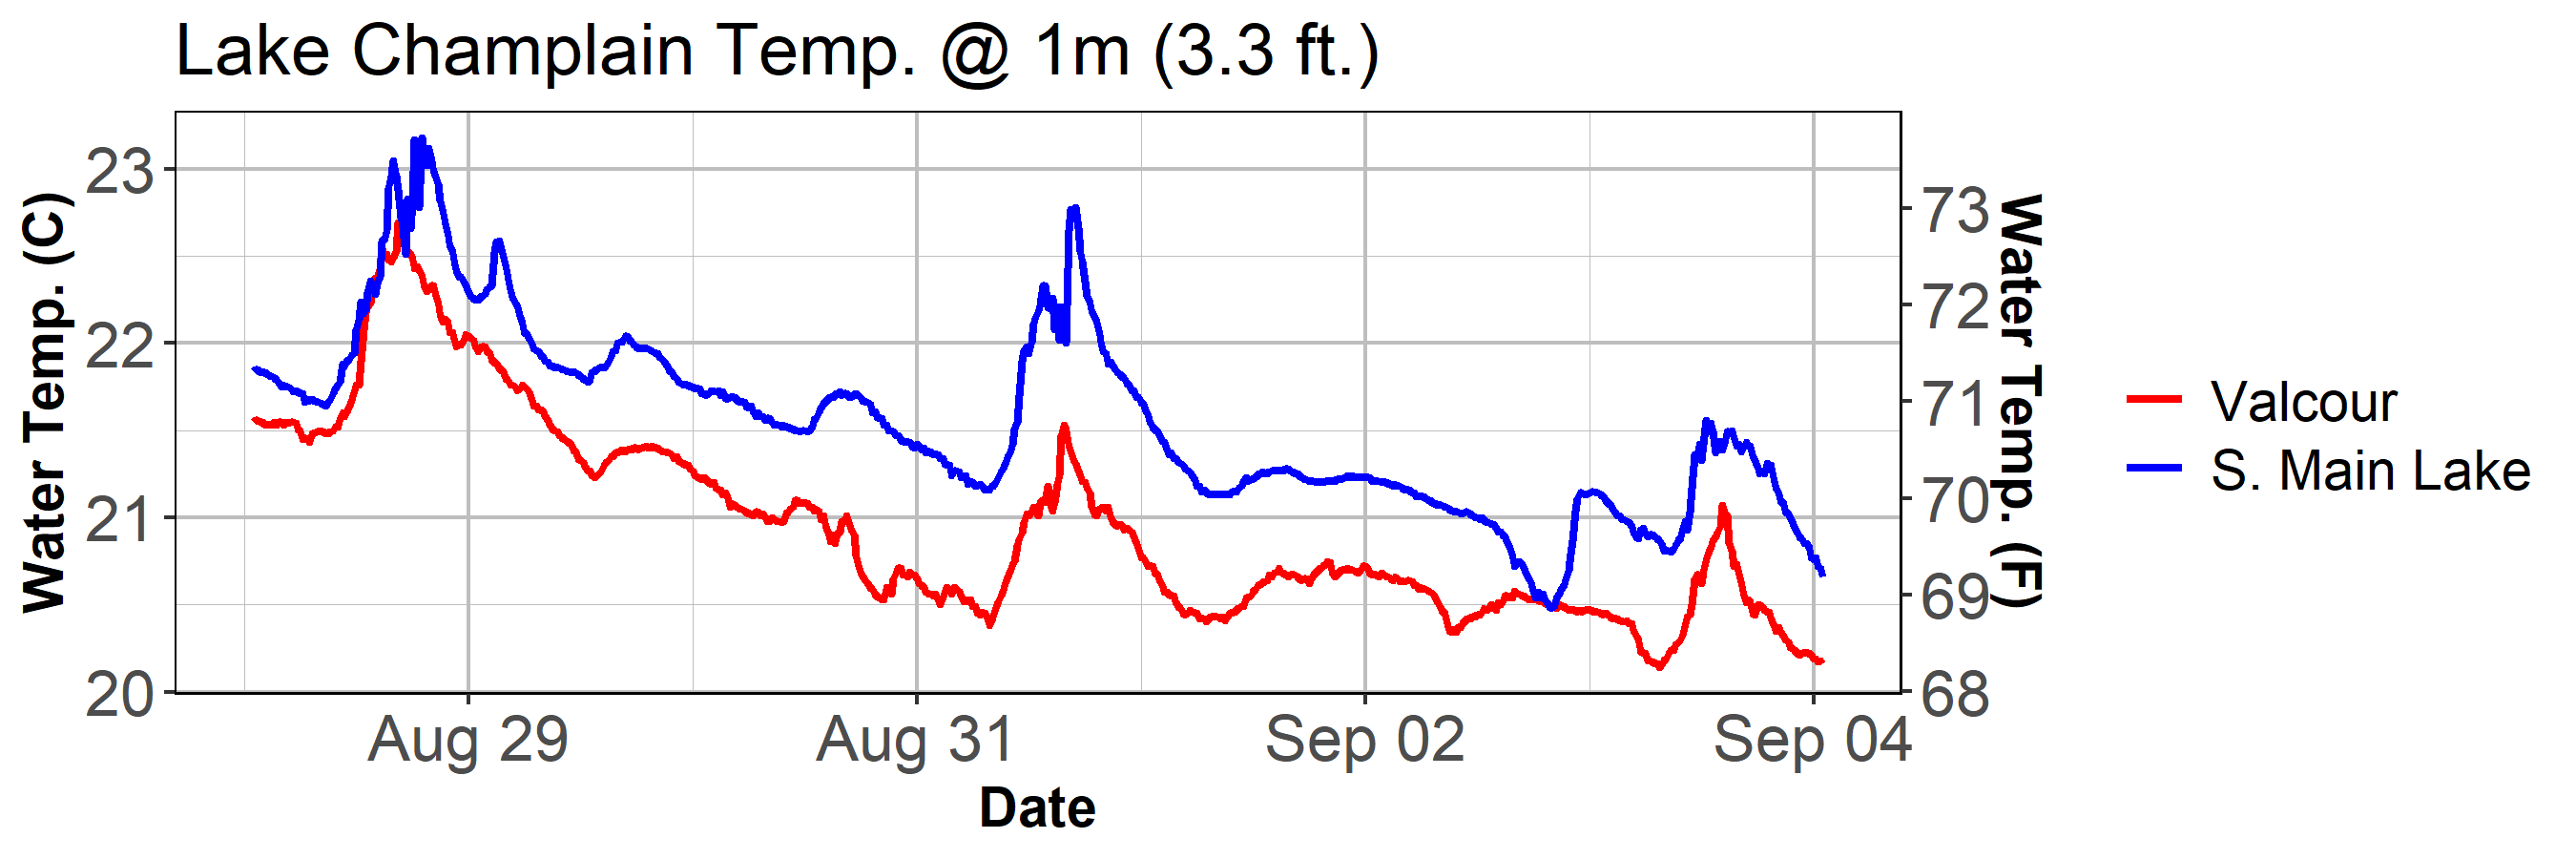 Lake Champlain Temp. @ 1m (3.3 ft.)
Water Temp. (C)
23
22
21
20
73
72
71
70
69
68
Water Temp. (F)
Aug 29
Aug 31
Sep 02
Sep 04
Date
Valcour
S. Main Lake